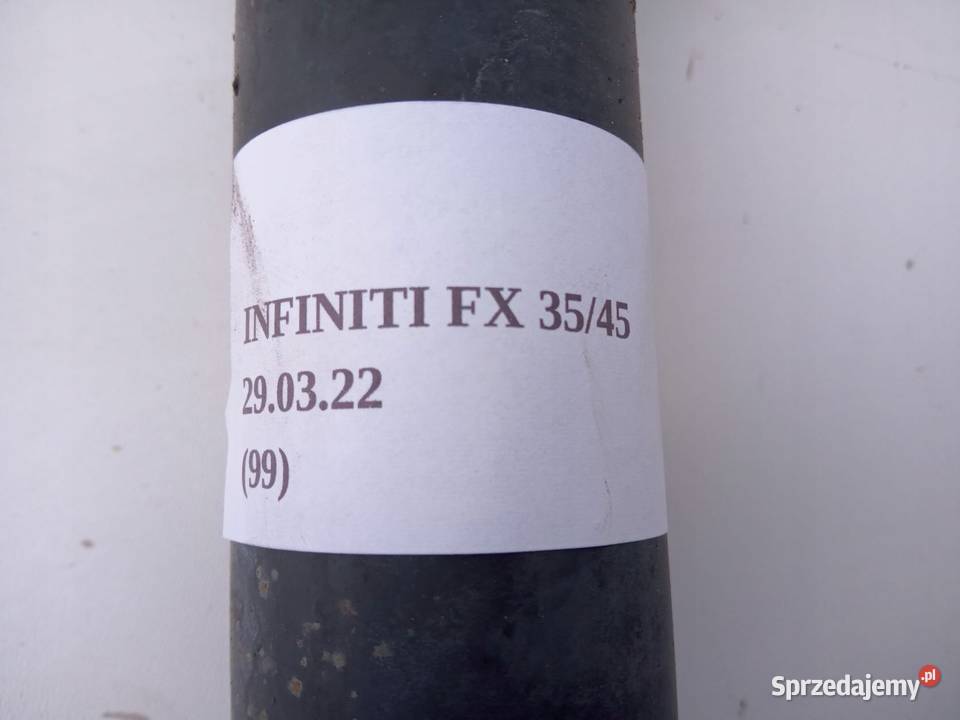 INFINITI FX 35/45
29.03.22
(99)
Sprzedajemy.pl